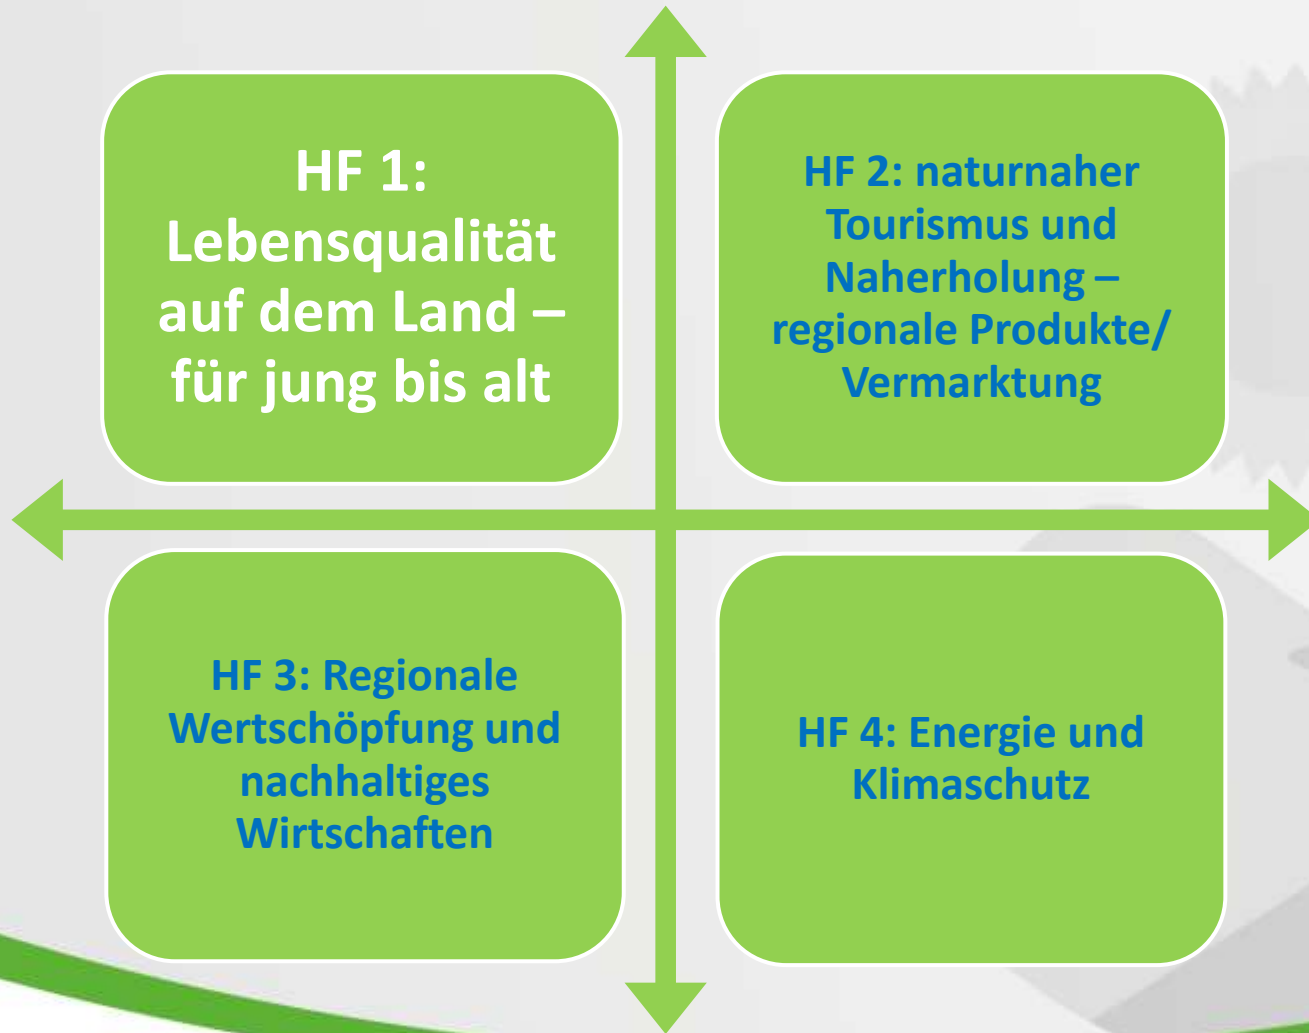 HF 1:
Lebensqualität
auf dem Land –
für jung bis alt
HF 2: naturnaher
Tourismus und
Naherholung –
regionale Produkte/
Vermarktung
HF 3: Regionale
Wertschöpfung und
nachhaltiges
Wirtschaften
HF 4: Energie und
Klimaschutz